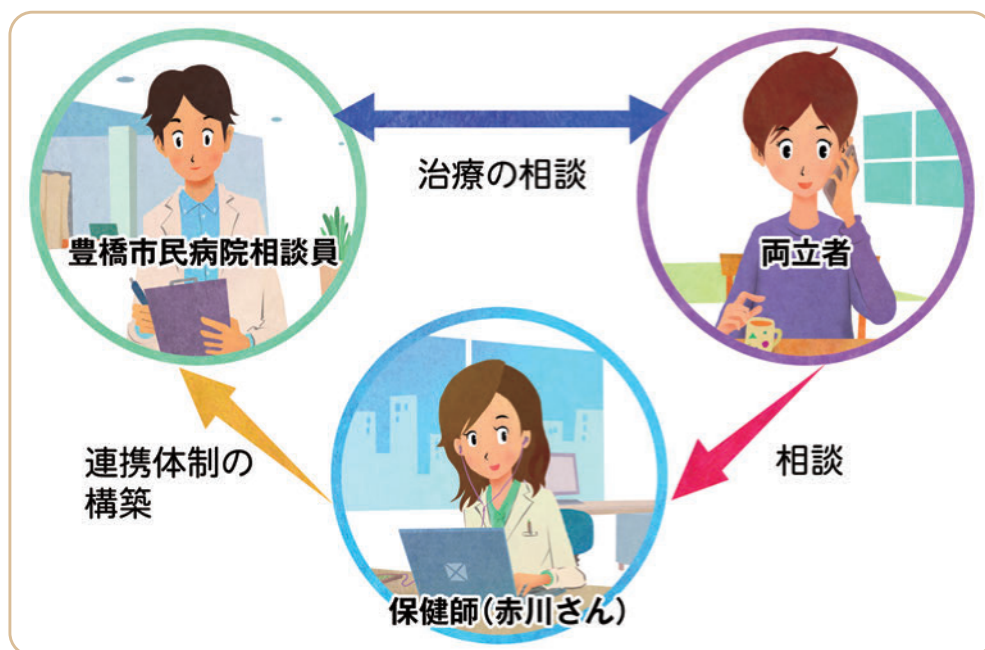 治療の相談
豊橋市民病院相談員
両立者
連携体制の
構築
相談
保健師(赤川さん)